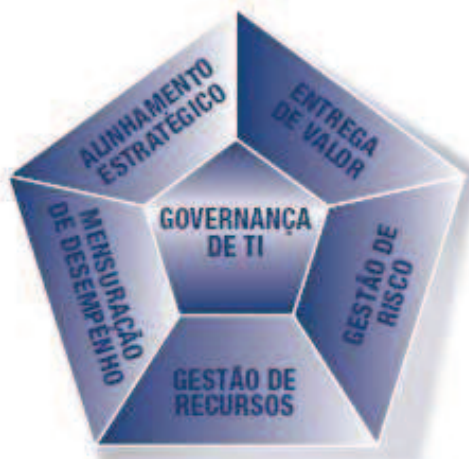 ALINHAMENTO
ESTRATÉGICO
ENTREGA
DE VALOR
GOVERNANÇA
DE TI
MENSURAÇÃO
DE DESEMPENHO
GESTÃO DE
RISCO
GESTÃO DE
RECURSOS